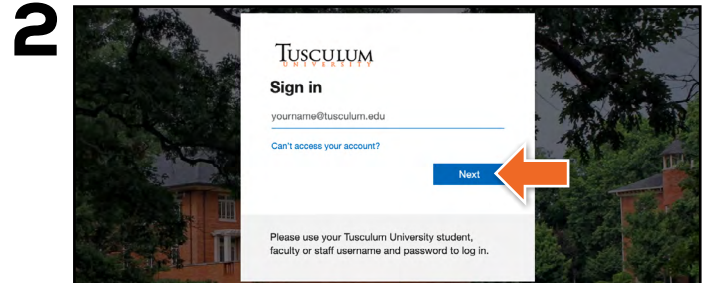 2
TUSCULUM
UNIVERSITY
Sign in
yourname@tusculum.edu
Can't access your account?
Next
Please use your Tusculum University student,
faculty or staff username and password to log in.